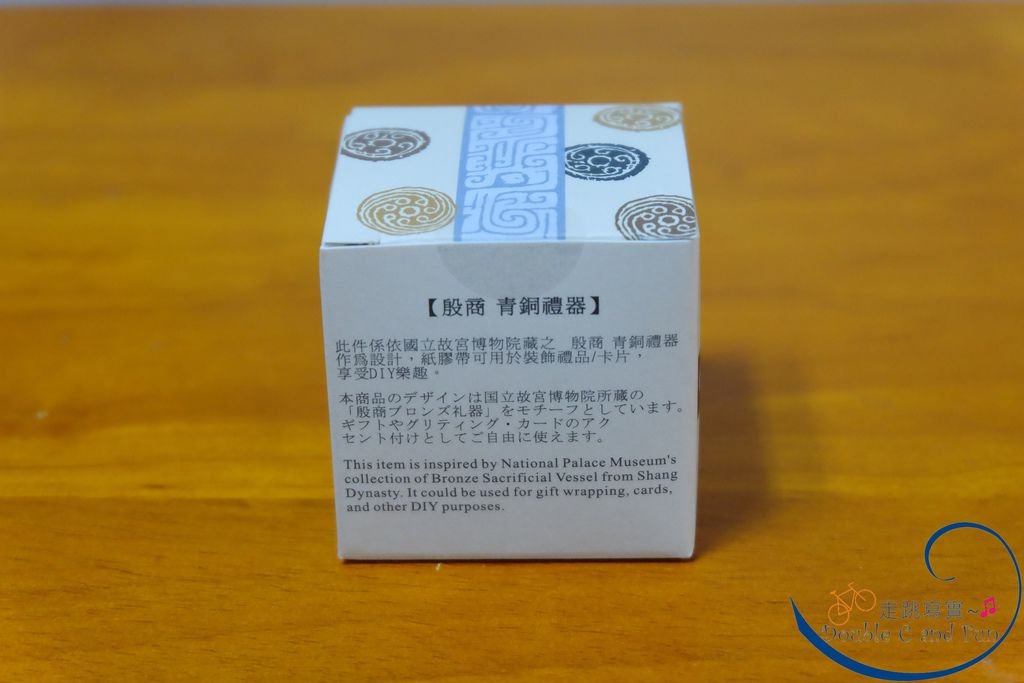 【殷商 青銅禮器】
此件係依國立故宮博物院藏之 殷商 青銅禮器
作為設計，紙膠帶可用於裝飾禮品/卡片，
享受DIY樂趣。
本商品のデザインは国立故宮博物院所蔵の
「殷商ブロンズ礼器」をモチーフとしています。
ギフトやグリティング・カードのアク
セント付けとしてご自由に使えます。
This item is inspired by National Palace Museum's
collection of Bronze Sacrificial Vessel from Shang
Dynasty. It could be used for gift wrapping, cards,
and other DIY purposes.
走跳寫實~
Double C and Fun